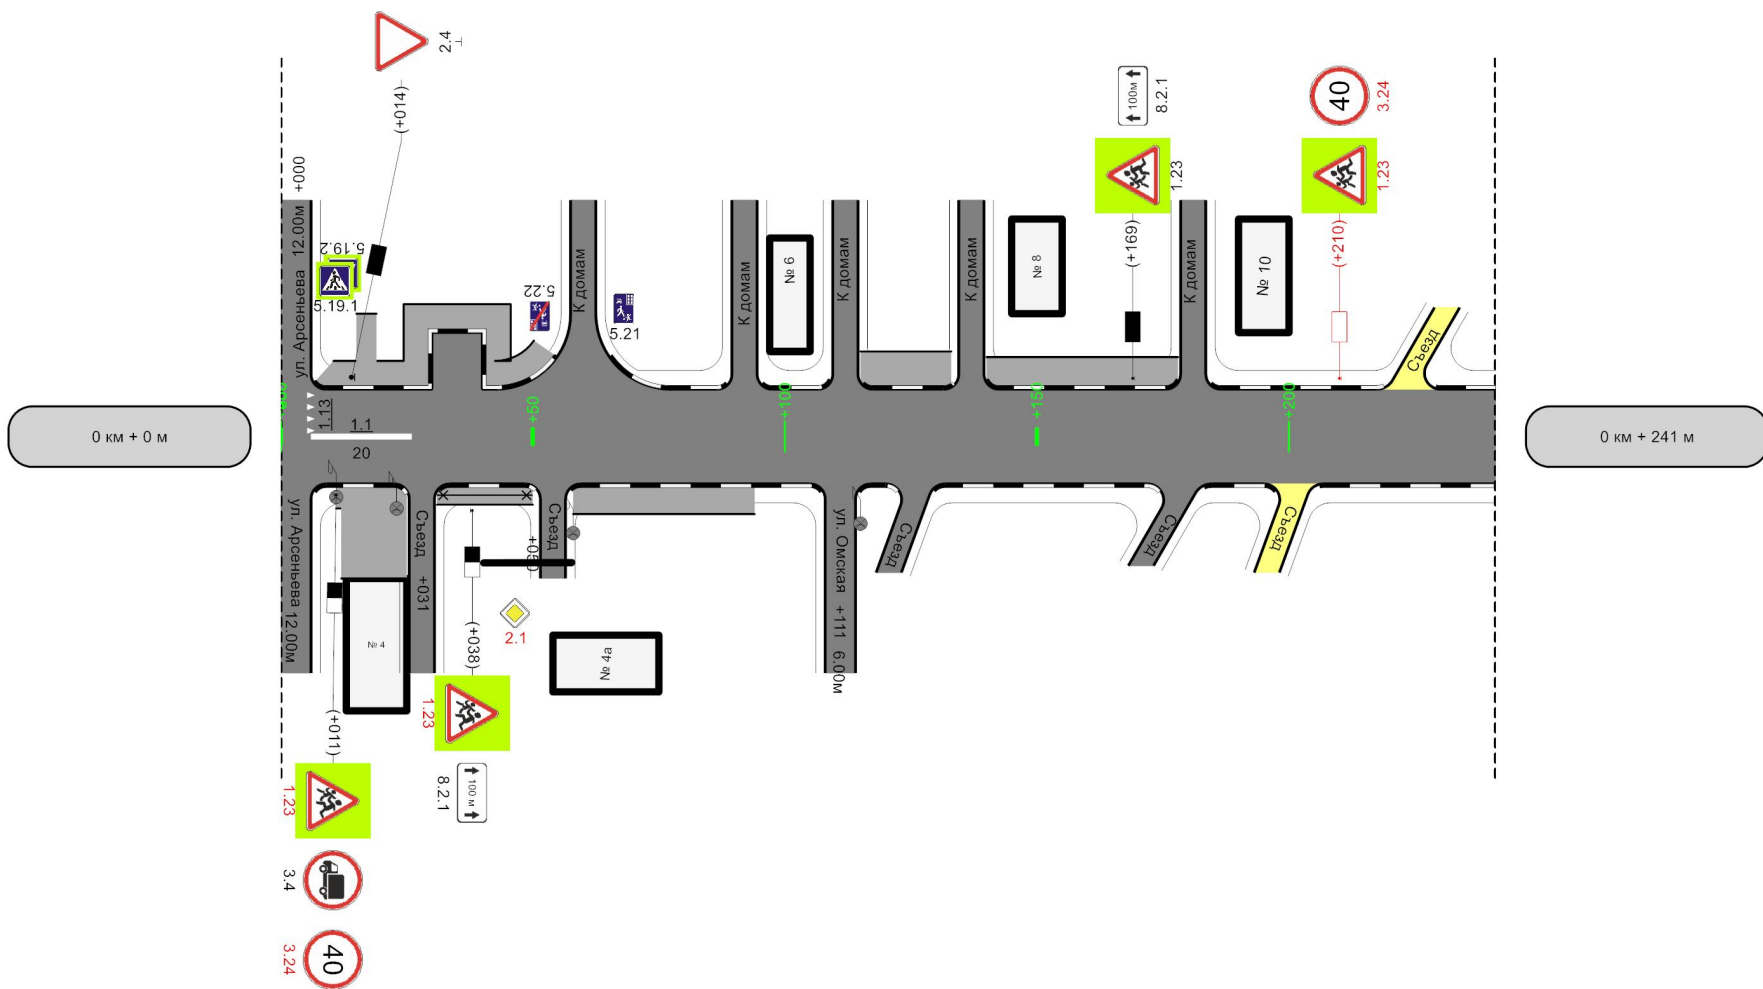 2.4
(+014)
ул. Арсеньева 12.00м +000
5.19.2
5.19.1
5.22
К домам
5.21
К домам
№ 6
К домам
К домам
№ 8
100м
8.2.1
1.23
(+169)
К домам
№ 10
40
3.24
1.23
(+210)
Съезд
1.13
1.1
20
+50
+100
+150
+200
0 км + 0 м
0 км + 241 м
ул. Арсеньева 12.00м
Съезд +031
Съезд
ул. Омская +111 6.00м
Съезд
Съезд
Съезд
№ 4
(+011)
1.23
3.4
40
3.24
(+038)
1.23
100 м
8.2.1
2.1
№ 4а